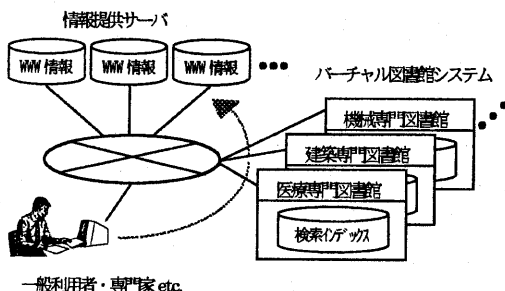 情報提供サーバ
WWW 情報
WWW 情報
WWW 情報
バーチャル図書館システム
機械専門図書館
建築専門図書館
医療専門図書館
検索インデックス
一般利用者・専門家 etc.